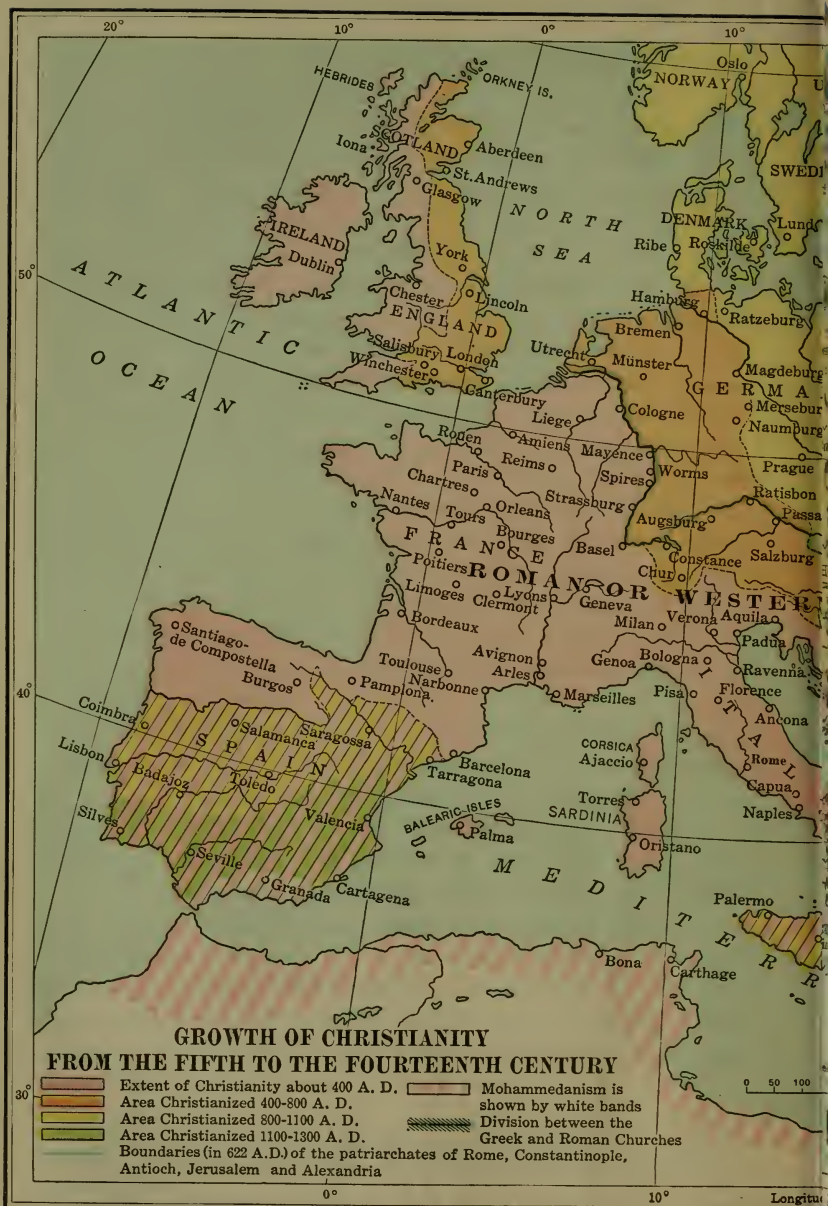 20°
10°
0°
10°
HEBRIDES
ORKNEY IS.
Oslo
NORWAY
SCOTLAND
Iona
Aberdeen
St. Andrews
Glasgow
SWEDI
NORTH
SEA
IRELAND
Dublin
DENMARK
Lund
Ribe
Roskilde
York
50°
ATLANTIC
OCEAN
Chester
Lincoln
ENGLAND
Hamburg
Ratzeburg
Bremen
Salisbury
London
Utrecht
Münster
Winchester
Canterbury
Magdeburg
GERMA
Liege
Cologne
Mersebur
Naumburg
Rouen
Amiens
Mayence
Reims
Paris
Worms
Prague
Spires
Chartres
Strassburg
Ratisbon
Nantes
Orleans
Passa
Tours
Augsburg
Bourges
FRANCE
Basel
Constance
Salzburg
Poitiers
Chur
ROMAN OR WESTERN
Limoges
Lyons
Clermont
Geneva
Bordeaux
Milan
Verona
Aquila
Padua
Santiago
de Compostella
Toulouse
Avignon
Bologna
Genoa
Arles
Ravenna
Burgos
Pamplona
Narbonne
Marseilles
Pisa
Florence
ITAL
40°
Coimbra
Ancona
Salamanca
Saragossa
SPAIN
CORSICA
Ajaccio
Rome
Lisbon
Barcelona
Tarragona
Badajoz
Toledo
Capua
Torres
Naples
BALEARIC ISLES
SARDINIA
Silves
Valencia
Palma
Oristano
Seville
MEDITERR
Granada
Cartagena
Palermo
Bona
Carthage
GROWTH OF CHRISTIANITY
FROM THE FIFTH TO THE FOURTEENTH CENTURY
Extent of Christianity about 400 A. D.
Area Christianized 400-800 A. D.
Area Christianized 800-1100 A. D.
Area Christianized 1100-1300 A. D.
Mohammedanism is
shown by white bands
Division between the
Greek and Roman Churches
Boundaries (in 622 A.D.) of the patriarchates of Rome, Constantinople,
Antioch, Jerusalem and Alexandria
30°
0 50 100
0°
10°
Longitu